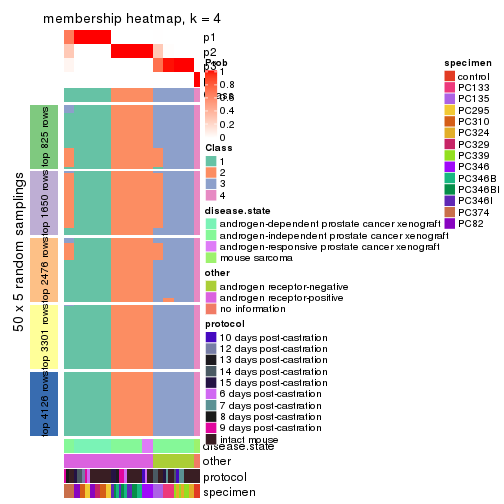 membership heatmap, k = 4
p1
p2
p3
Prob
1
0.8
0.6
0.4
0.2
0
Class
1
2
3
4
disease.state
androgen-dependent prostate cancer xenograft
androgen-independent prostate cancer xenograft
androgen-responsive prostate cancer xenograft
mouse sarcoma
other
androgen receptor-negative
androgen receptor-positive
no information
protocol
10 days post-castration
12 days post-castration
13 days post-castration
14 days post-castration
15 days post-castration
6 days post-castration
7 days post-castration
8 days post-castration
9 days post-castration
intact mouse
specimen
control
PC133
PC135
PC295
PC310
PC324
PC329
PC339
PC346
PC346B
PC346BI
PC346I
PC374
PC82
50 x 5 random samplings
top 825 rows
top 1650 rows
top 2476 rows
top 3301 rows
top 4126 rows
disease.state
other
protocol
specimen